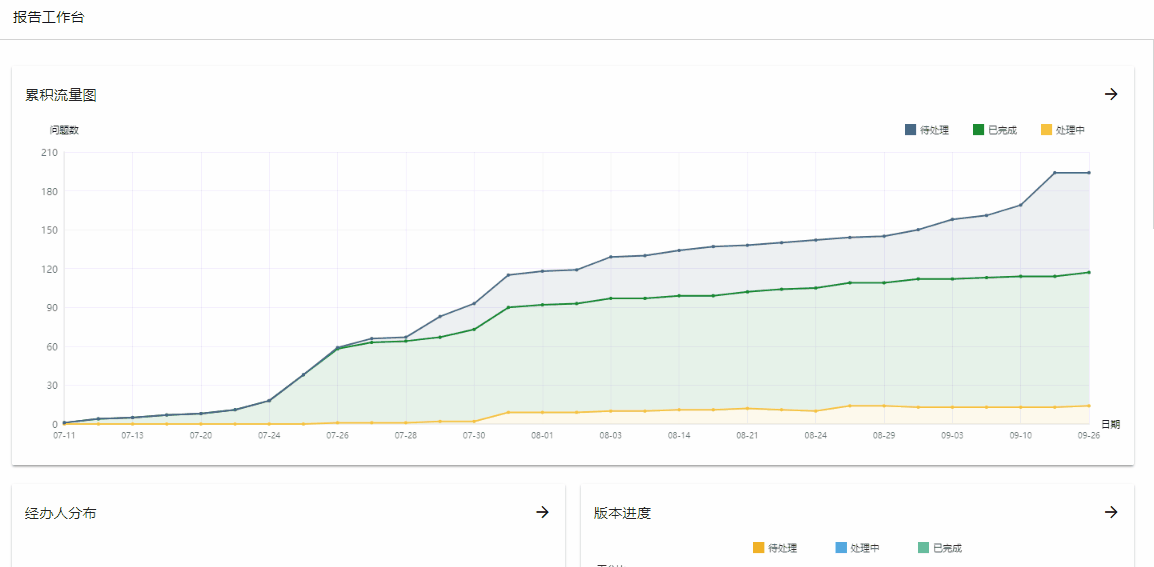 报告工作台
累积流量图
问题数
待处理 已完成 处理中
210
180
150
120
90
60
30
0
07-11 07-13 07-20 07-24 07-26 07-28 07-30 08-01 08-03 08-14 08-21 08-24 08-29 09-03 09-10 09-26
日期
经办人分布
版本进度
待处理 处理中 已完成